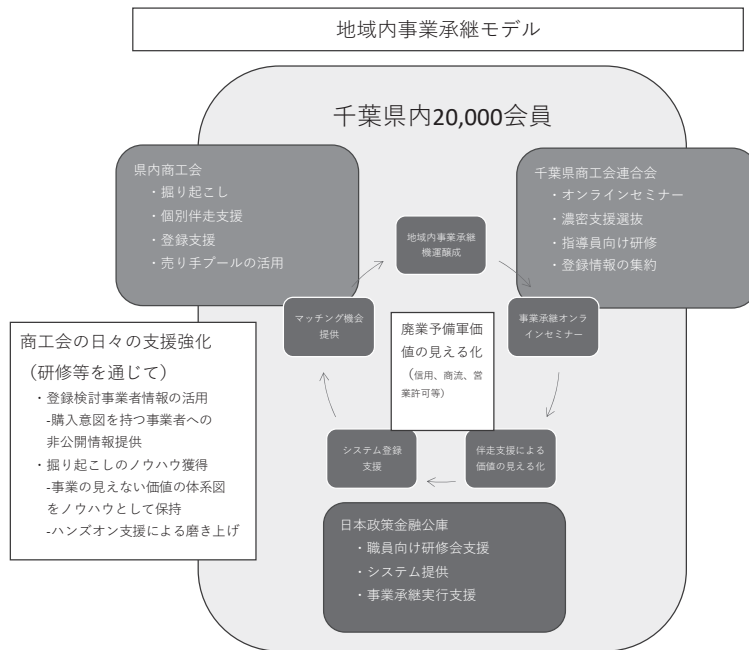 地域内事業承継モデル
千葉県内20,000会員
県内商工会
・掘り起こし
・個別伴走支援
・登録支援
・売り手プールの活用
千葉県商工会連合会
・オンラインセミナー
・濃密支援選抜
・指導員向け研修
・登録情報の集約
地域内事業承継
機運醸成
マッチング機会
提供
廃業予備軍価
値の見える化
（信用、商流、営
業許可等）
事業承継オンラ
インセミナー
商工会の日々の支援強化
（研修等を通じて）
・登録検討事業者情報の活用
-購入意図を持つ事業者への
非公開情報提供
・掘り起こしのノウハウ獲得
-事業の見えない価値の体系図
をノウハウとして保持
-ハンズオン支援による磨き上げ
システム登録
支援
伴走支援による
価値の見える化
日本政策金融公庫
・職員向け研修会支援
・システム提供
・事業承継実行支援